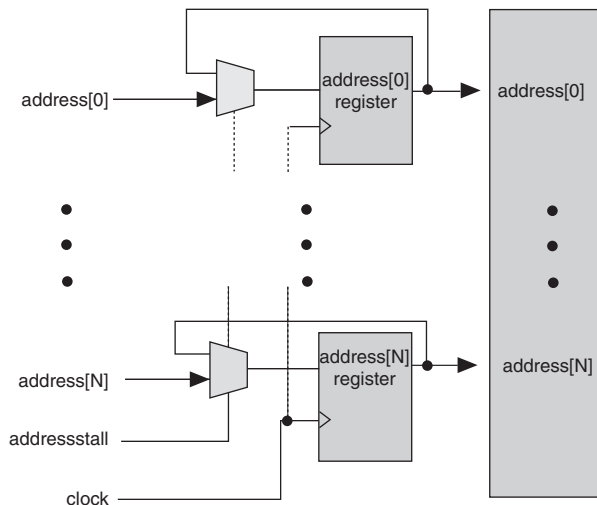 address[0]
address[0]
register
address[0]
address[N]
address[N]
register
address[N]
addressstall
clock